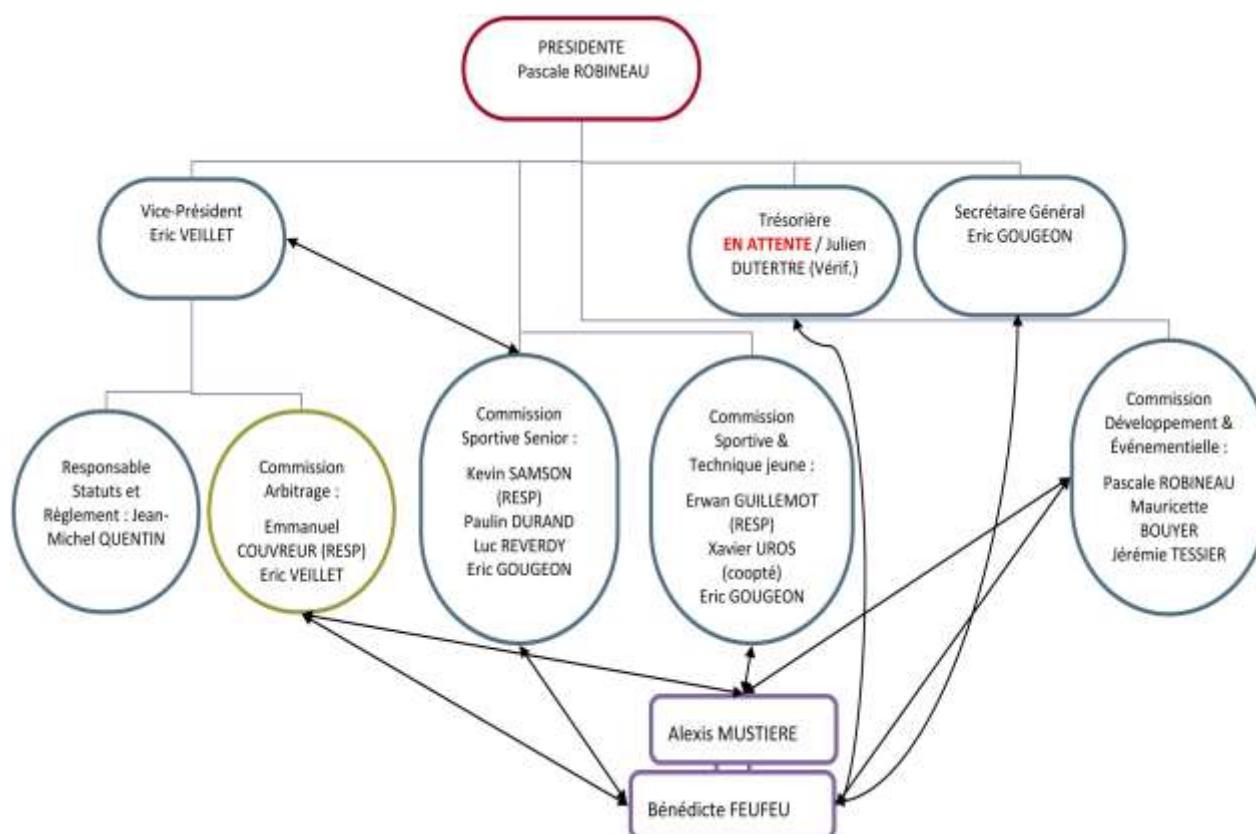 PRESIDENTE
Pascale ROBINEAU
Vice-Président
Eric VEILLET
Trésorière
EN ATTENTE / Julien
DUTERTRE (Vérif.)
Secrétaire Général
Eric GOUGEON
Responsable
Statuts et
Règlement : Jean-
Michel QUENTIN
Commission
Arbitrage :
Emmanuel
COUVREUR (RESP)
Eric VEILLET
Commission
Sportive Senior :
Kevin SAMSON
(RESP)
Paulin DURAND
Luc REVERDY
Eric GOUGEON
Commission
Sportive &
Technique jeune :
Erwan GUILLEMOT
(RESP)
Xavier UROS
(coopté)
Eric GOUGEON
Commission
Développement &
Événementielle :
Pascale ROBINEAU
Mauricette
BOUYER
Jérémie TESSIER
Alexis MUSTIERE
Bénédicte FEUFEU